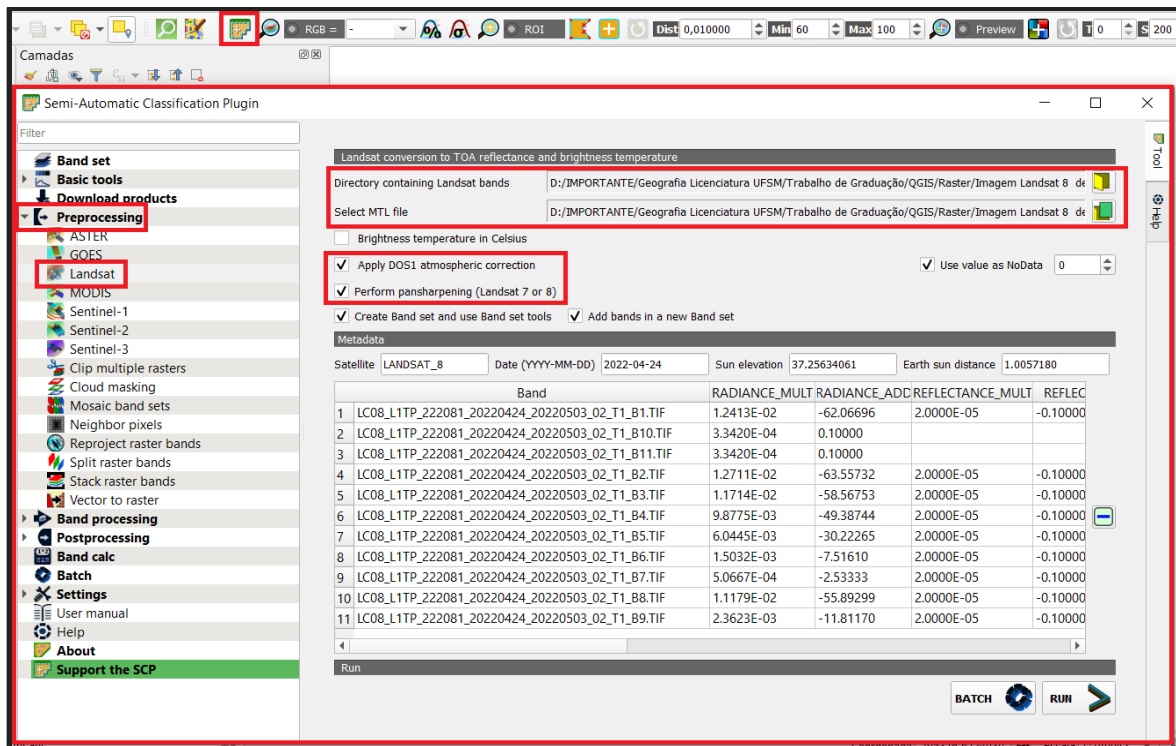 RGB = - ROI Dist 0,010000 Min 60 Max 100 Preview T 0 S 200
Camadas
Semi-Automatic Classification Plugin
Filter
Band set
Basic tools
Download products
Preprocessing
ASTER
GOES
Landsat
MODIS
Sentinel-1
Sentinel-2
Sentinel-3
Clip multiple rasters
Cloud masking
Mosaic band sets
Neighbor pixels
Reproject raster bands
Split raster bands
Stack raster bands
Vector to raster
Band processing
Postprocessing
Band calc
Batch
Settings
User manual
Help
About
Support the SCP
Landsat conversion to TOA reflectance and brightness temperature
Directory containing Landsat bands D:/IMPORTANTE/Geografia Licenciatura UFSM/Trabalho de Graduação/QGIS/Raster/Imagem Landsat 8 de
Select MTL file D:/IMPORTANTE/Geografia Licenciatura UFSM/Trabalho de Graduação/QGIS/Raster/Imagem Landsat 8 de
Brightness temperature in Celsius
Apply DOS1 atmospheric correction Use value as NoData 0
Perform pansharpening (Landsat 7 or 8)
Create Band set and use Band set tools Add bands in a new Band set
Metadata
Satellite LANDSAT_8 Date (YYYY-MM-DD) 2022-04-24 Sun elevation 37.25634061 Earth sun distance 1.0057180
Band RADIANCE_MULT RADIANCE_ADD REFLECTANCE_MULT REFLEC
1 LC08_L1TP_222081_20220424_20220503_02_T1_B1.TIF 1.2413E-02 -62.06696 2.0000E-05 -0.10000
2 LC08_L1TP_222081_20220424_20220503_02_T1_B10.TIF 3.3420E-04 0.10000
3 LC08_L1TP_222081_20220424_20220503_02_T1_B11.TIF 3.3420E-04 0.10000
4 LC08_L1TP_222081_20220424_20220503_02_T1_B2.TIF 1.2711E-02 -63.55732 2.0000E-05 -0.10000
5 LC08_L1TP_222081_20220424_20220503_02_T1_B3.TIF 1.1714E-02 -58.56753 2.0000E-05 -0.10000
6 LC08_L1TP_222081_20220424_20220503_02_T1_B4.TIF 9.8775E-03 -49.38744 2.0000E-05 -0.10000
7 LC08_L1TP_222081_20220424_20220503_02_T1_B5.TIF 6.0445E-03 -30.22265 2.0000E-05 -0.10000
8 LC08_L1TP_222081_20220424_20220503_02_T1_B6.TIF 1.5032E-03 -7.51610 2.0000E-05 -0.10000
9 LC08_L1TP_222081_20220424_20220503_02_T1_B7.TIF 5.0667E-04 -2.53333 2.0000E-05 -0.10000
10 LC08_L1TP_222081_20220424_20220503_02_T1_B8.TIF 1.1179E-02 -55.89299 2.0000E-05 -0.10000
11 LC08_L1TP_222081_20220424_20220503_02_T1_B9.TIF 2.3623E-03 -11.81170 2.0000E-05 -0.10000
Run
BATCH RUN
Tool
Help